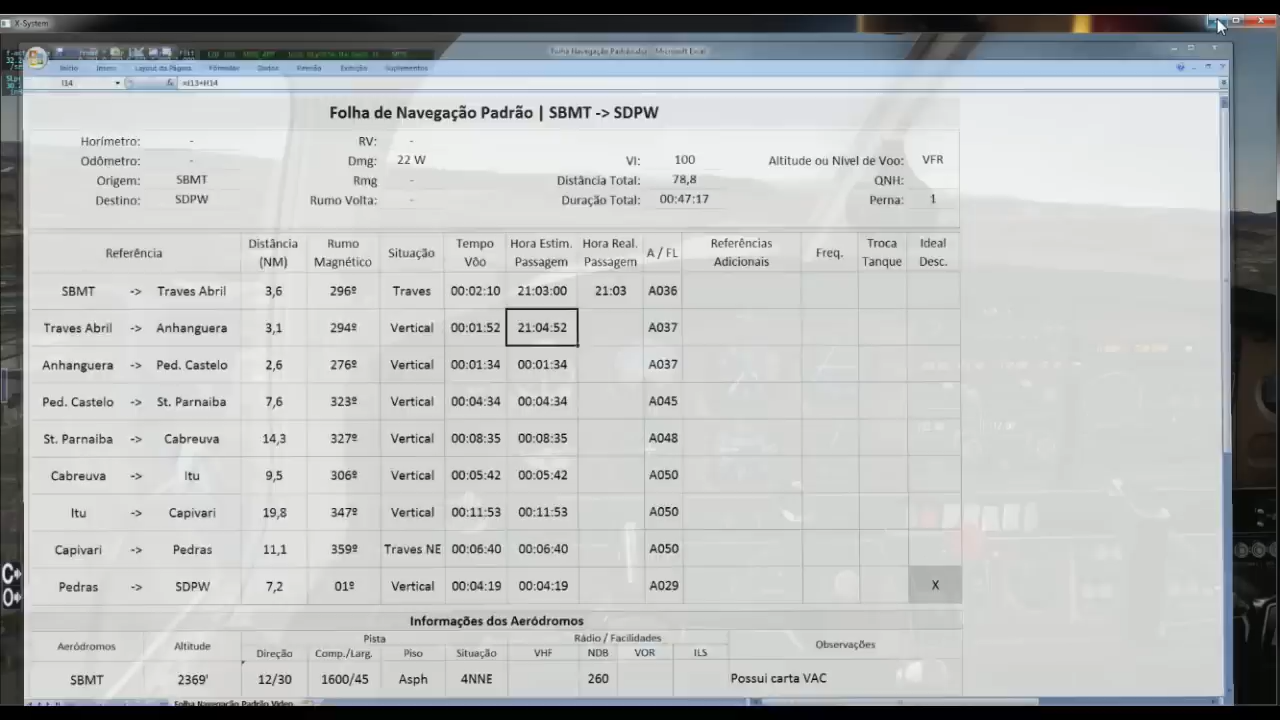 X-System
Folha Navegação Padrão.xlsx - Microsoft Excel
Início Inserir Layout da Página Fórmulas Dados Revisão Exibição Suplementos
I14 fx =I13+H14
Folha de Navegação Padrão | SBMT -> SDPW
Horímetro: - RV: -
Odômetro: - Dmg: 22 W VI: 100 Altitude ou Nível de Voo: VFR
Origem: SBMT Rmg - Distância Total: 78,8 QNH:
Destino: SDPW Rumo Volta: - Duração Total: 00:47:17 Perna: 1
Referência Distância (NM) Rumo Magnético Situação Tempo Vôo Hora Estim. Passagem Hora Real. Passagem A / FL Referências Adicionais Freq. Troca Tanque Ideal Desc.
SBMT -> Traves Abril 3,6 296º Traves 00:02:10 21:03:00 21:03 A036
Traves Abril -> Anhanguera 3,1 294º Vertical 00:01:52 21:04:52 A037
Anhanguera -> Ped. Castelo 2,6 276º Vertical 00:01:34 00:01:34 A037
Ped. Castelo -> St. Parnaiba 7,6 323º Vertical 00:04:34 00:04:34 A045
St. Parnaiba -> Cabreuva 14,3 327º Vertical 00:08:35 00:08:35 A048
Cabreuva -> Itu 9,5 306º Vertical 00:05:42 00:05:42 A050
Itu -> Capivari 19,8 347º Vertical 00:11:53 00:11:53 A050
Capivari -> Pedras 11,1 359º Traves NE 00:06:40 00:06:40 A050
Pedras -> SDPW 7,2 01º Vertical 00:04:19 00:04:19 A029 X
Informações dos Aeródromos
Aeródromos Altitude Pista Rádio / Facilidades Observações
Direção Comp./Larg. Piso Situação VHF NDB VOR ILS
SBMT 2369' 12/30 1600/45 Asph 4NNE 260 Possui carta VAC
Folha Navegação Padrão Video